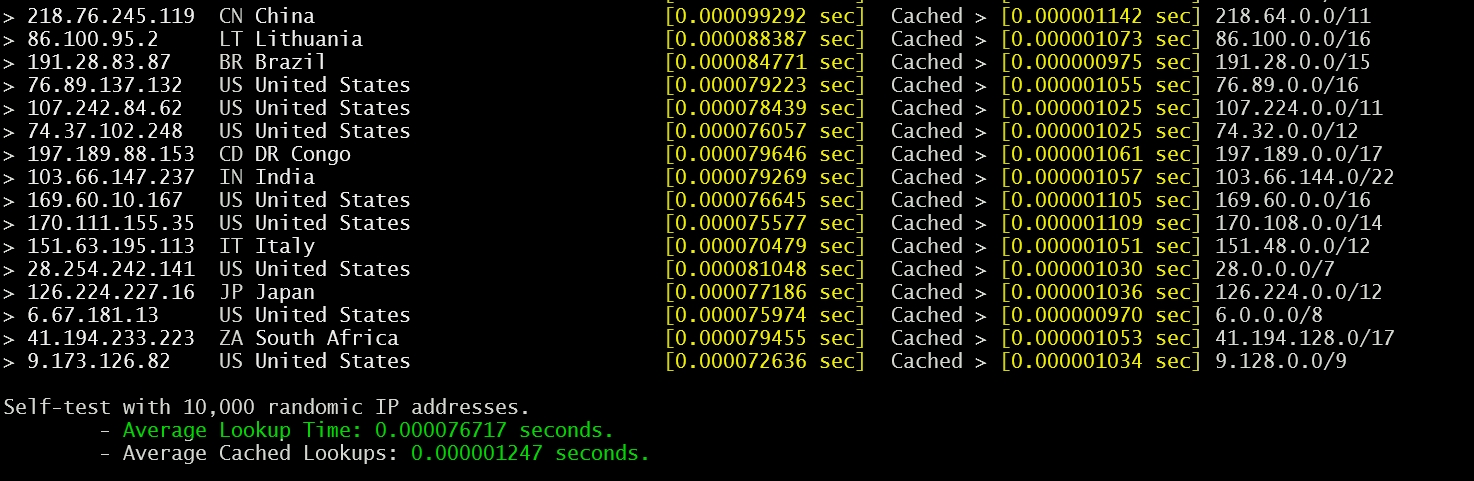 > 218.76.245.119 CN China [0.000099292 sec] Cached > [0.000001142 sec] 218.64.0.0/11
> 86.100.95.2 LT Lithuania [0.000088387 sec] Cached > [0.000001073 sec] 86.100.0.0/16
> 191.28.83.87 BR Brazil [0.000084771 sec] Cached > [0.000000975 sec] 191.28.0.0/15
> 76.89.137.132 US United States [0.000079223 sec] Cached > [0.000001055 sec] 76.89.0.0/16
> 107.242.84.62 US United States [0.000078439 sec] Cached > [0.000001025 sec] 107.224.0.0/11
> 74.37.102.248 US United States [0.000076057 sec] Cached > [0.000001025 sec] 74.32.0.0/12
> 197.189.88.153 CD DR Congo [0.000079646 sec] Cached > [0.000001061 sec] 197.189.0.0/17
> 103.66.147.237 IN India [0.000079269 sec] Cached > [0.000001057 sec] 103.66.144.0/22
> 169.60.10.167 US United States [0.000076645 sec] Cached > [0.000001105 sec] 169.60.0.0/16
> 170.111.155.35 US United States [0.000075577 sec] Cached > [0.000001109 sec] 170.108.0.0/14
> 151.63.195.113 IT Italy [0.000070479 sec] Cached > [0.000001051 sec] 151.48.0.0/12
> 28.254.242.141 US United States [0.000081048 sec] Cached > [0.000001030 sec] 28.0.0.0/7
> 126.224.227.16 JP Japan [0.000077186 sec] Cached > [0.000001036 sec] 126.224.0.0/12
> 6.67.181.13 US United States [0.000075974 sec] Cached > [0.000000970 sec] 6.0.0.0/8
> 41.194.233.223 ZA South Africa [0.000079455 sec] Cached > [0.000001053 sec] 41.194.128.0/17
> 9.173.126.82 US United States [0.000072636 sec] Cached > [0.000001034 sec] 9.128.0.0/9
Self-test with 10,000 randomic IP addresses.
- Average Lookup Time: 0.000076717 seconds.
- Average Cached Lookups: 0.000001247 seconds.